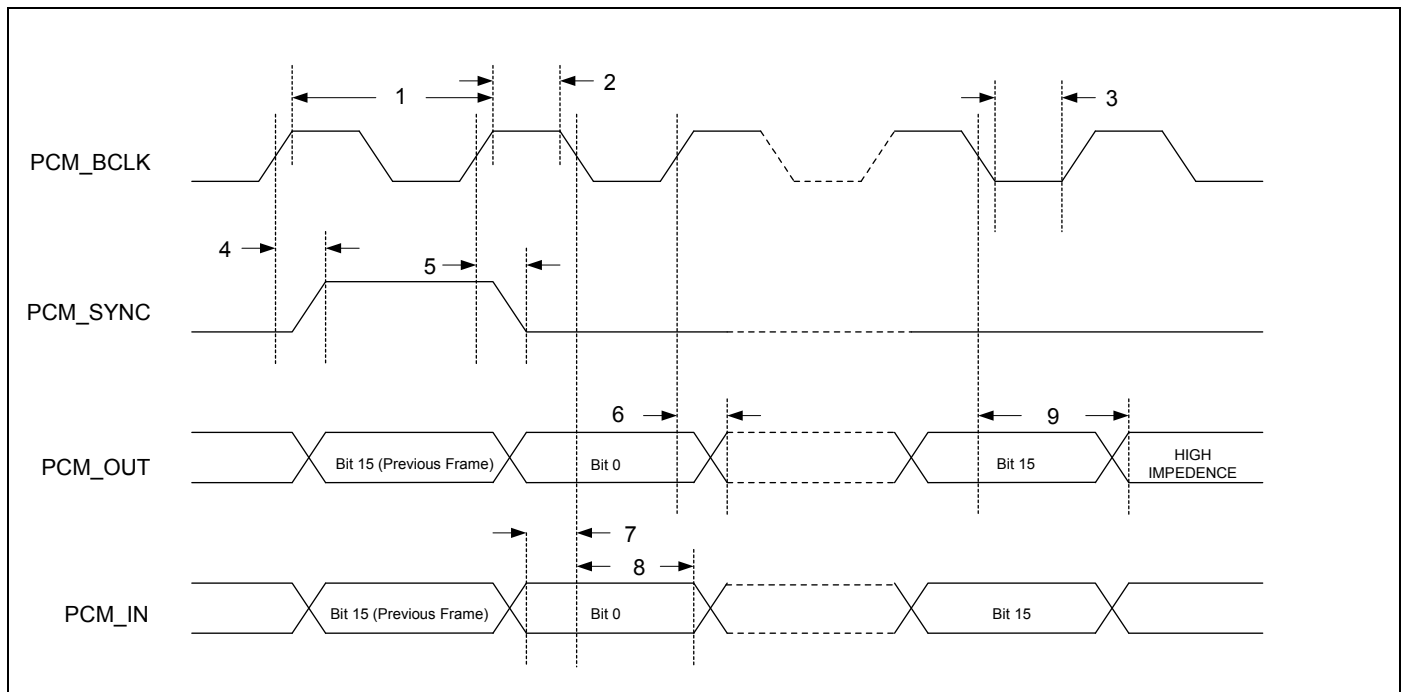 1
2
3
PCM_BCLK
4
5
PCM_SYNC
6
9
PCM_OUT
Bit 15 (Previous Frame)
Bit 0
Bit 15
HIGH
IMPEDENCE
7
8
PCM_IN
Bit 15 (Previous Frame)
Bit 0
Bit 15